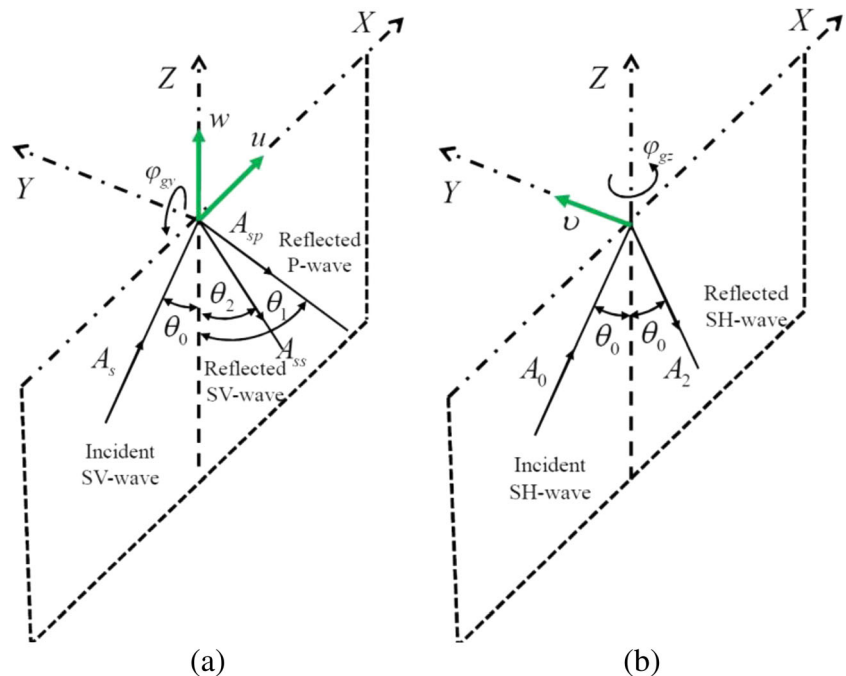 X
Z
w
u
Y
φgy
Asp
Reflected
P-wave
θ2
θ1
θ0
As
Ass
Reflected
SV-wave
Incident
SV-wave
(a)
X
Z
φgz
Y
υ
Reflected
SH-wave
θ0
θ0
A0
A2
Incident
SH-wave
(b)